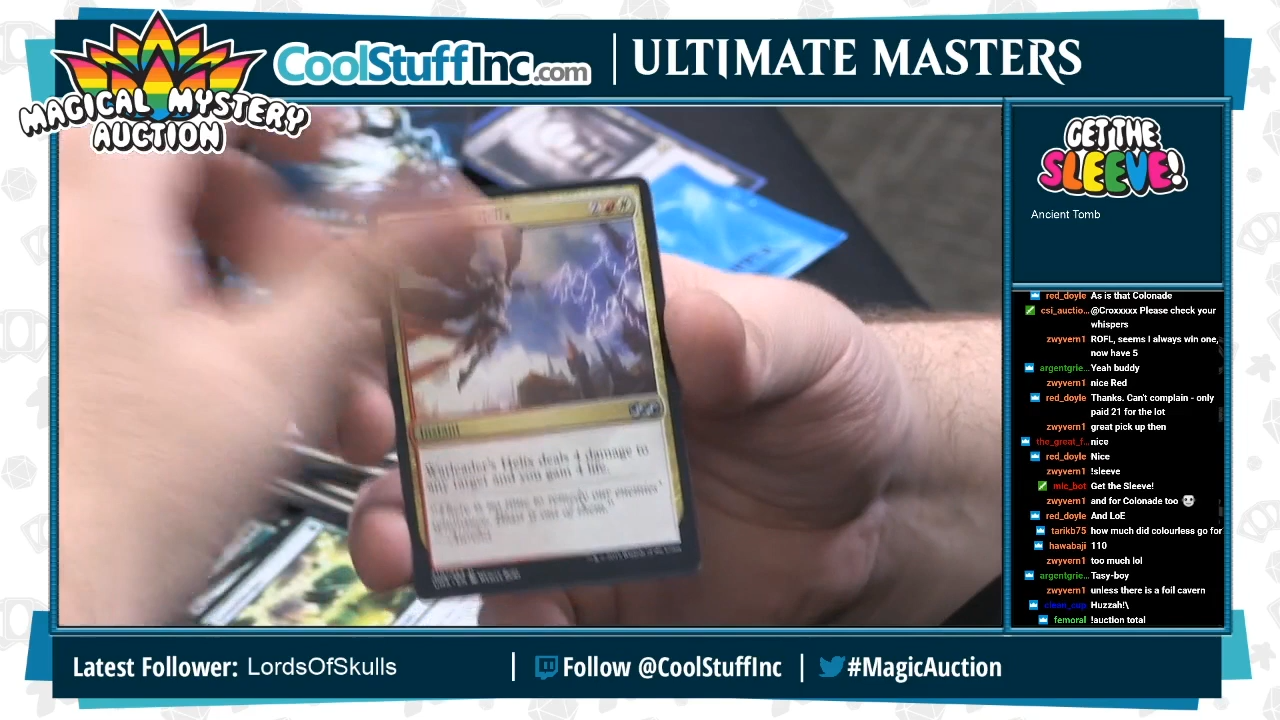 MAGICAL MYSTERY
AUCTION
CoolStuffInc.com
ULTIMATE MASTERS
GET THE
SLEEVE!
Ancient Tomb
Instant
Helix deals 4 damage to
any target and you gain 4 life.
red_doyle As is that Colonade
csi_auctio... @Croxxxxx Please check your
whispers
zwyvern1 ROFL, seems I always win one,
now have 5
argentgrie... Yeah buddy
zwyvern1 nice Red
red_doyle Thanks. Can't complain - only
paid 21 for the lot
zwyvern1 great pick up then
the_great_f... nice
red_doyle Nice
zwyvern1 !sleeve
mic_bot Get the Sleeve!
zwyvern1 and for Colonade too
red_doyle And LoE
tarikb75 how much did colourless go for
hawabaji 110
zwyvern1 too much lol
argentgrie... Tasy-boy
zwyvern1 unless there is a foil cavern
clean_cup Huzzah!\
femoral !auction total
Latest Follower: LordsOfSkulls
Follow @CoolStuffInc
#MagicAuction